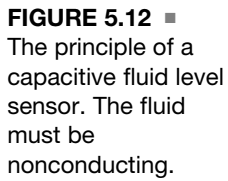 FIGURE 5.12 ■
The principle of a
capacitive fluid level
sensor. The fluid
must be
nonconducting.